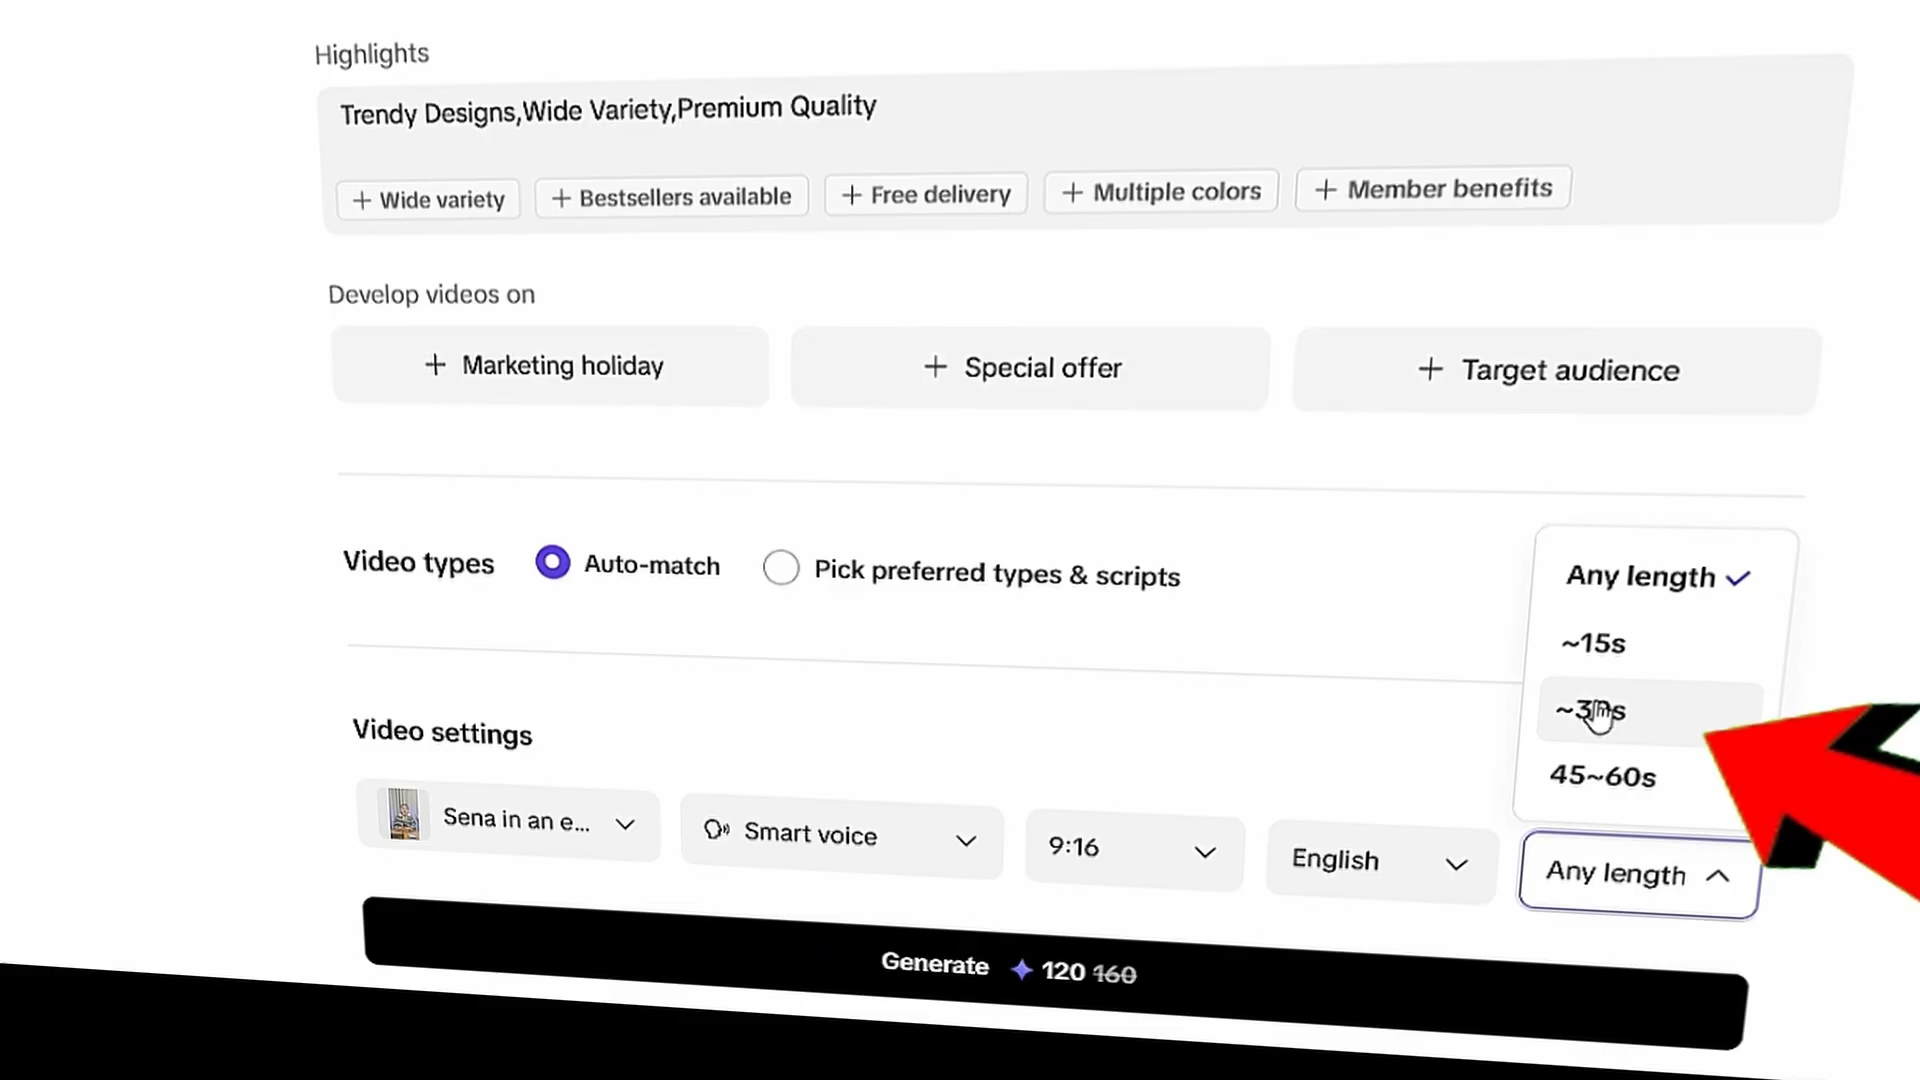 Highlights
Trendy Designs,Wide Variety,Premium Quality
+ Wide variety + Bestsellers available + Free delivery + Multiple colors + Member benefits
Develop videos on
+ Marketing holiday + Special offer + Target audience
Video types Auto-match Pick preferred types & scripts
Any length
~15s
45~60s
Video settings
Sena in an e... Smart voice 9:16 English Any length
Generate 120 160